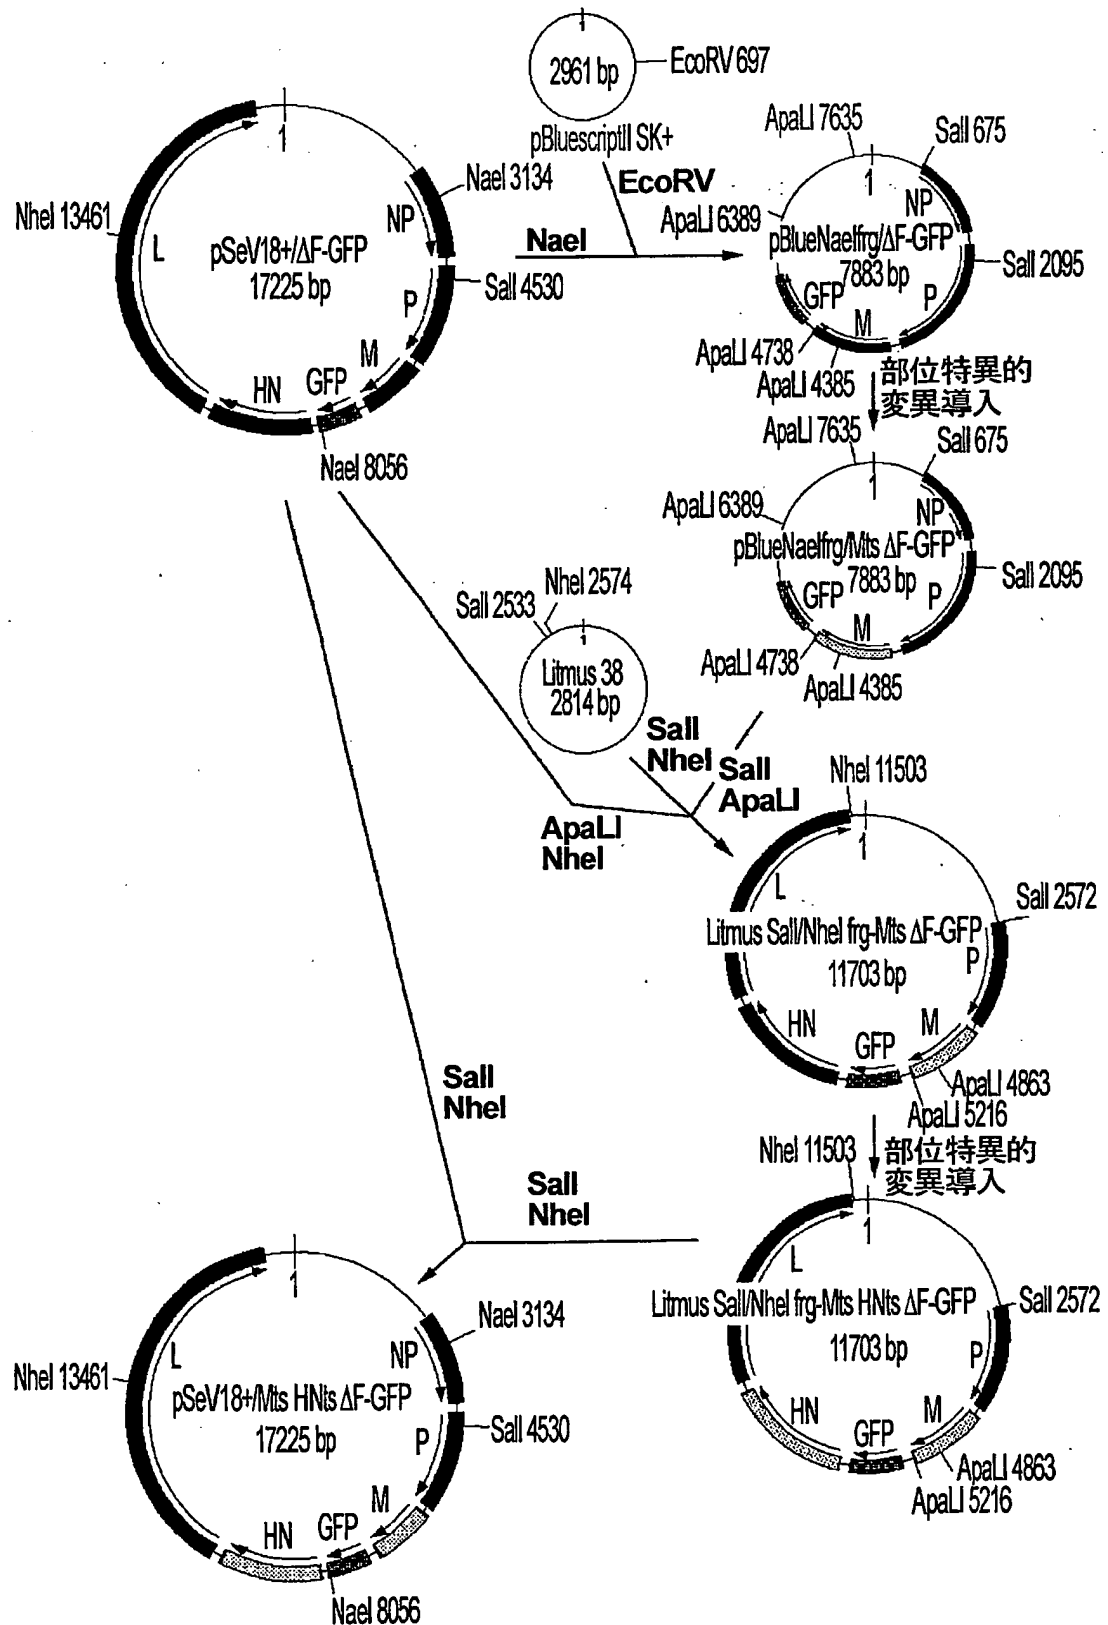 1
2961 bp
EcoRV 697
pBluescriptII SK+
EcoRV
NaeI
1
NheI 13461
L
pSeV18+/ΔF-GFP
17225 bp
NaeI 3134
NP
SalI 4530
P
M
GFP
HN
NaeI 8056
ApaLI 7635
SalI 675
1
NP
ApaLI 6389
pBlueNaeIfrg/ΔF-GFP
7883 bp
SalI 2095
GFP
P
M
ApaLI 4738
ApaLI 4385
部位特異的
変異導入
ApaLI 7635
SalI 675
1
ApaLI 6389
NP
pBlueNaeIfrg/Mts ΔF-GFP
7883 bp
SalI 2095
GFP
P
M
ApaLI 4738
ApaLI 4385
NheI 2574
SalI 2533
1
Litmus 38
2814 bp
SalI
NheI
SalI
ApaLI
ApaLI
NheI
NheI 11503
1
L
SalI 2572
Litmus SalI/NheI frg-Mts ΔF-GFP
11703 bp
P
HN
M
GFP
ApaLI 4863
ApaLI 5216
部位特異的
変異導入
SalI
NheI
SalI
NheI
NheI 11503
1
L
Litmus SalI/NheI frg-Mts HNts ΔF-GFP
SalI 2572
11703 bp
P
HN
M
GFP
ApaLI 4863
ApaLI 5216
1
NaeI 3134
L
NP
NheI 13461
pSeV18+/Mts HNts ΔF-GFP
17225 bp
SalI 4530
P
M
GFP
HN
NaeI 8056